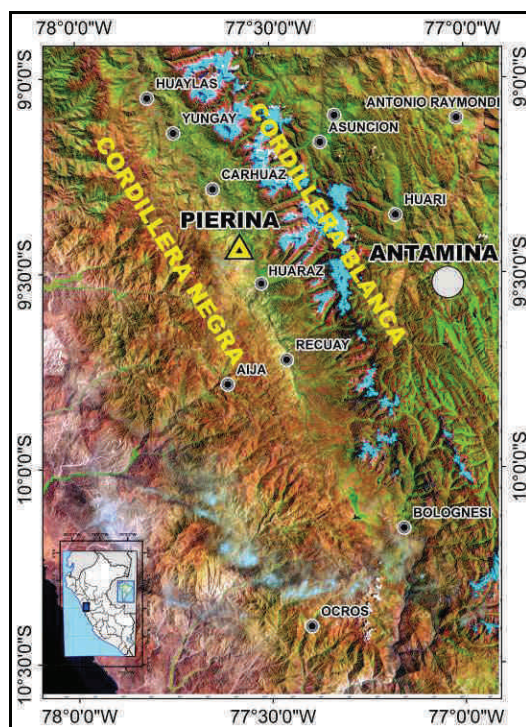 78°0'0"W 77°30'0"W 77°0'0"W
9°0'0"S 9°0'0"S
HUAYLAS
ANTONIO RAYMONDI
YUNGAY
ASUNCION
CORDILLERA BLANCA
CORDILLERA NEGRA
CARHUAZ
HUARI
PIERINA
ANTAMINA
9°30'0"S 9°30'0"S
HUARAZ
RECUAY
AIJA
10°0'0"S 10°0'0"S
BOLOGNESI
OCROS
10°30'0"S 10°30'0"S
78°0'0"W 77°30'0"W 77°0'0"W